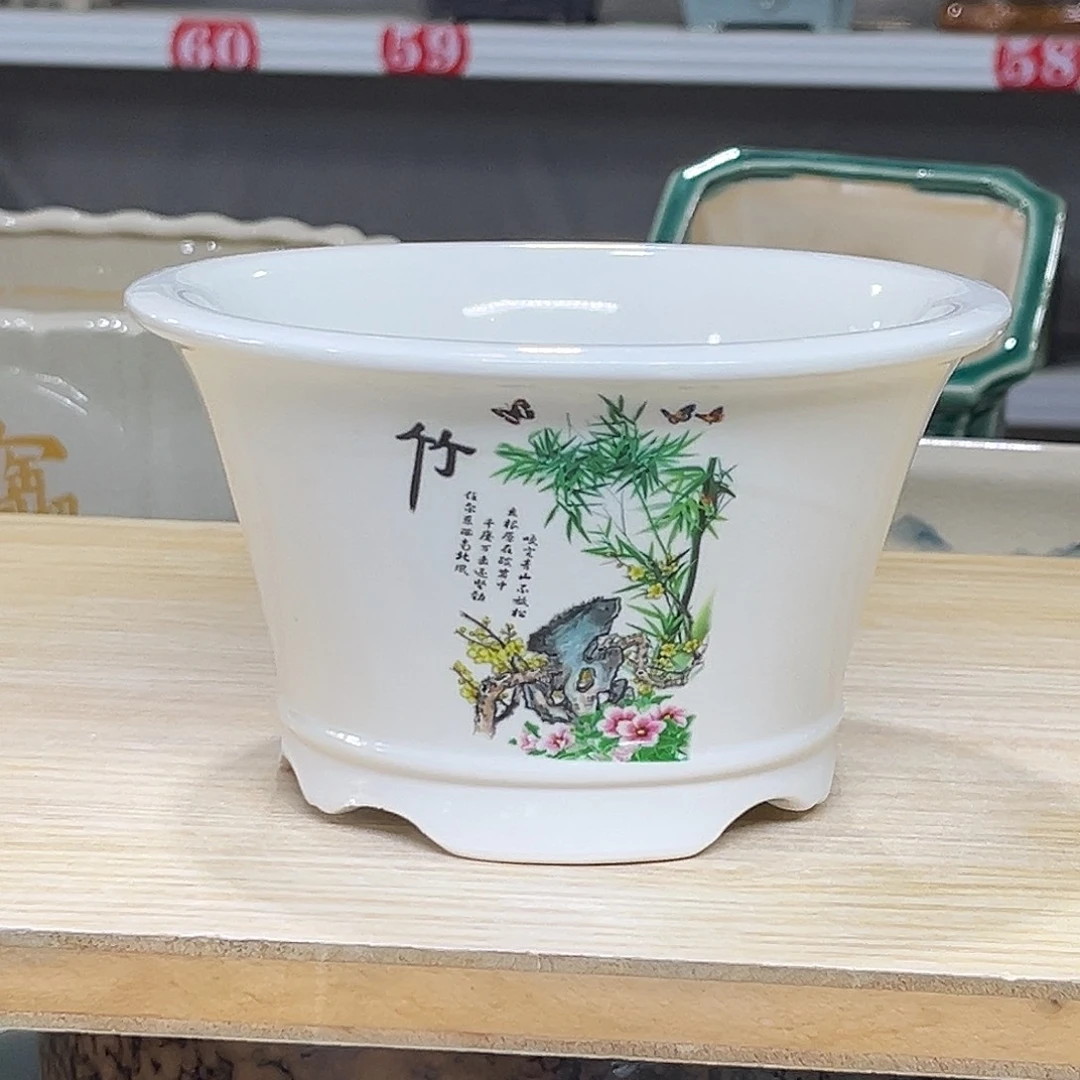 60
59
58
竹
咬定青山不放松
立根原在破岩中
千磨万击还坚劲
任尔东西南北风